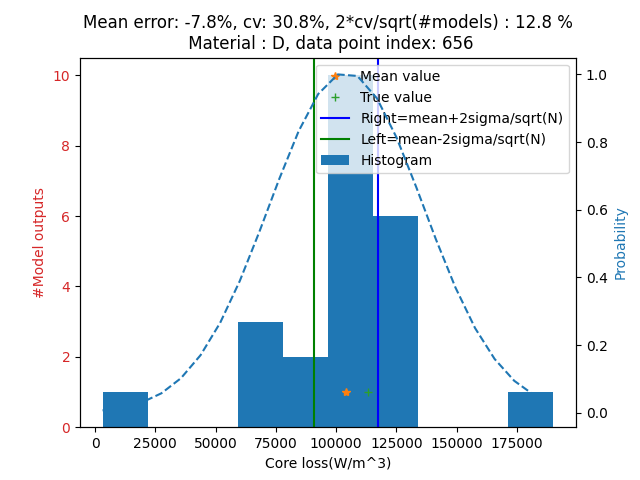 Mean error: -7.8%, cv: 30.8%, 2*cv/sqrt(#models) : 12.8 %
Material : D, data point index: 656
Mean value
True value
Right=mean+2sigma/sqrt(N)
Left=mean-2sigma/sqrt(N)
Histogram
#Model outputs
10
8
6
4
2
0
1.0
0.8
0.6
0.4
0.2
0.0
Probability
0 25000 50000 75000 100000 125000 150000 175000
Core loss(W/m^3)